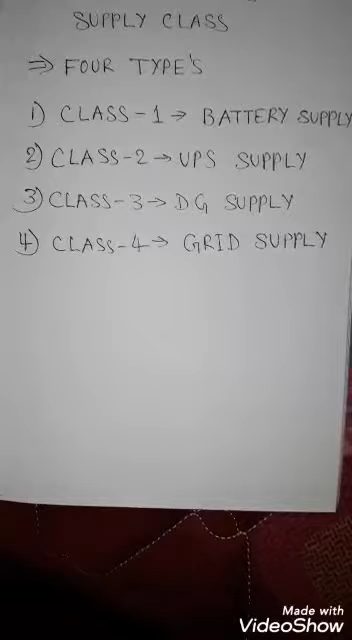 SUPPLY CLASS
⇒ FOUR TYPE'S
1) CLASS-1→ BATTERY SUPPLY
2) CLASS-2→UPS SUPPLY
3) CLASS-3→DG SUPPLY
4) CLASS-4→ GRID SUPPLY
Made with
VideoShow